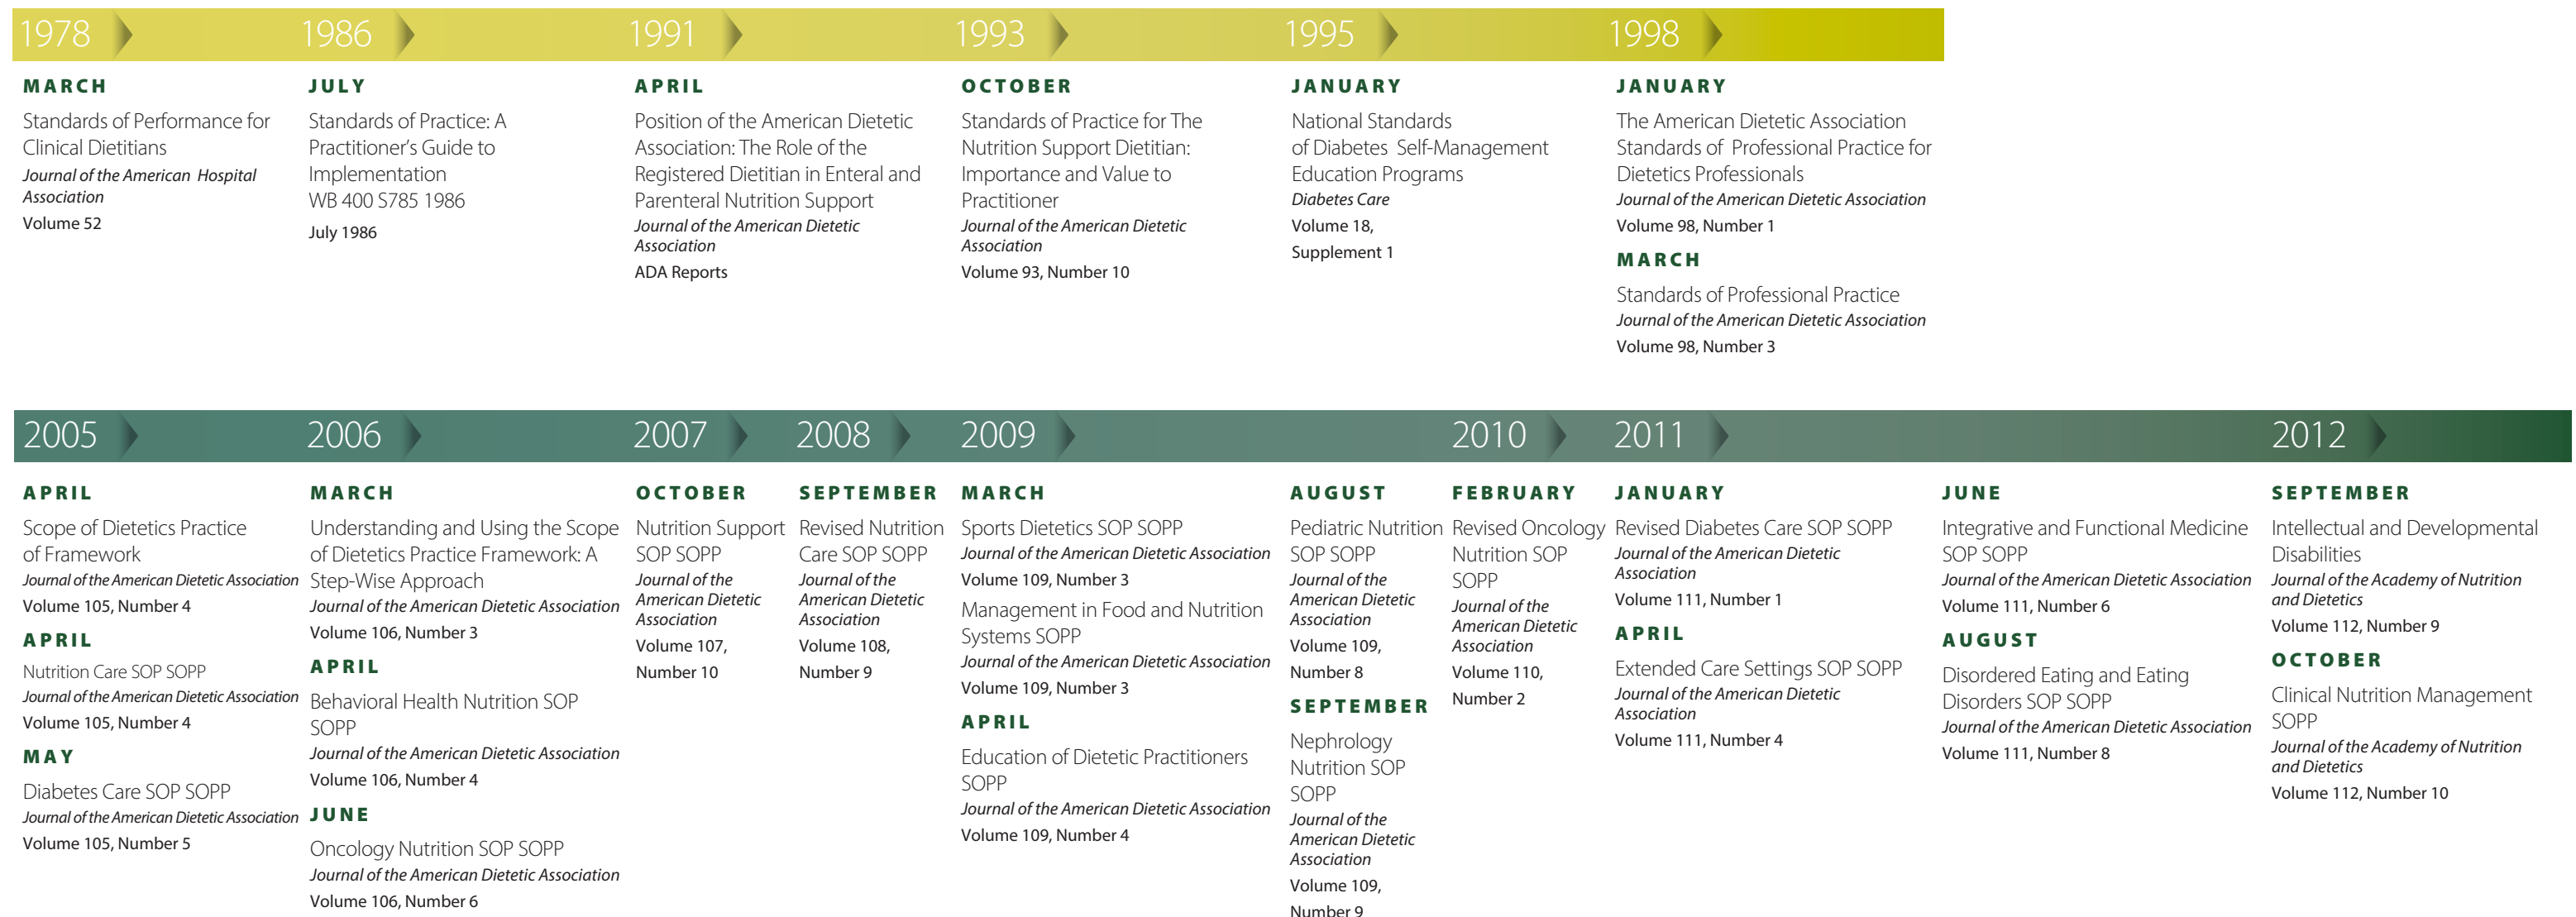 1978
MARCH
Standards of Performance for
Clinical Dietitians
Journal of the American Hospital
Association
Volume 52
1986
JULY
Standards of Practice: A
Practitioner’s Guide to
Implementation
WB 400 S785 1986
July 1986
1991
APRIL
Position of the American Dietetic
Association: The Role of the
Registered Dietitian in Enteral and
Parenteral Nutrition Support
Journal of the American Dietetic
Association
ADA Reports
1993
OCTOBER
Standards of Practice for The
Nutrition Support Dietitian:
Importance and Value to
Practitioner
Journal of the American Dietetic
Association
Volume 93, Number 10
1995
JANUARY
National Standards
of Diabetes Self-Management
Education Programs
Diabetes Care
Volume 18,
Supplement 1
1998
JANUARY
The American Dietetic Association
Standards of Professional Practice for
Dietetics Professionals
Journal of the American Dietetic Association
Volume 98, Number 1
MARCH
Standards of Professional Practice
Journal of the American Dietetic Association
Volume 98, Number 3
2005
APRIL
Scope of Dietetics Practice
of Framework
Journal of the American Dietetic Association
Volume 105, Number 4
APRIL
Nutrition Care SOP SOPP
Journal of the American Dietetic Association
Volume 105, Number 4
MAY
Diabetes Care SOP SOPP
Journal of the American Dietetic Association
Volume 105, Number 5
2006
MARCH
Understanding and Using the Scope
of Dietetics Practice Framework: A
Step-Wise Approach
Journal of the American Dietetic Association
Volume 106, Number 3
APRIL
Behavioral Health Nutrition SOP
SOPP
Journal of the American Dietetic Association
Volume 106, Number 4
JUNE
Oncology Nutrition SOP SOPP
Journal of the American Dietetic Association
Volume 106, Number 6
2007
OCTOBER
Nutrition Support
SOP SOPP
Journal of the
American Dietetic
Association
Volume 107,
Number 10
2008
SEPTEMBER
Revised Nutrition
Care SOP SOPP
Journal of the
American Dietetic
Association
Volume 108,
Number 9
2009
MARCH
Sports Dietetics SOP SOPP
Journal of the American Dietetic Association
Volume 109, Number 3
Management in Food and Nutrition
Systems SOPP
Journal of the American Dietetic Association
Volume 109, Number 3
APRIL
Education of Dietetic Practitioners
SOPP
Journal of the American Dietetic Association
Volume 109, Number 4
AUGUST
Pediatric Nutrition
SOP SOPP
Journal of the
American Dietetic
Association
Volume 109,
Number 8
SEPTEMBER
Nephrology
Nutrition SOP
SOPP
Journal of the
American Dietetic
Association
Volume 109,
Number 9
2010
FEBRUARY
Revised Oncology
Nutrition SOP
SOPP
Journal of the
American Dietetic
Association
Volume 110,
Number 2
2011
JANUARY
Revised Diabetes Care SOP SOPP
Journal of the American Dietetic
Association
Volume 111, Number 1
APRIL
Extended Care Settings SOP SOPP
Journal of the American Dietetic
Association
Volume 111, Number 4
JUNE
Integrative and Functional Medicine
SOP SOPP
Journal of the American Dietetic Association
Volume 111, Number 6
AUGUST
Disordered Eating and Eating
Disorders SOP SOPP
Journal of the American Dietetic Association
Volume 111, Number 8
2012
SEPTEMBER
Intellectual and Developmental
Disabilities
Journal of the Academy of Nutrition
and Dietetics
Volume 112, Number 9
OCTOBER
Clinical Nutrition Management
SOPP
Journal of the Academy of Nutrition
and Dietetics
Volume 112, Number 10